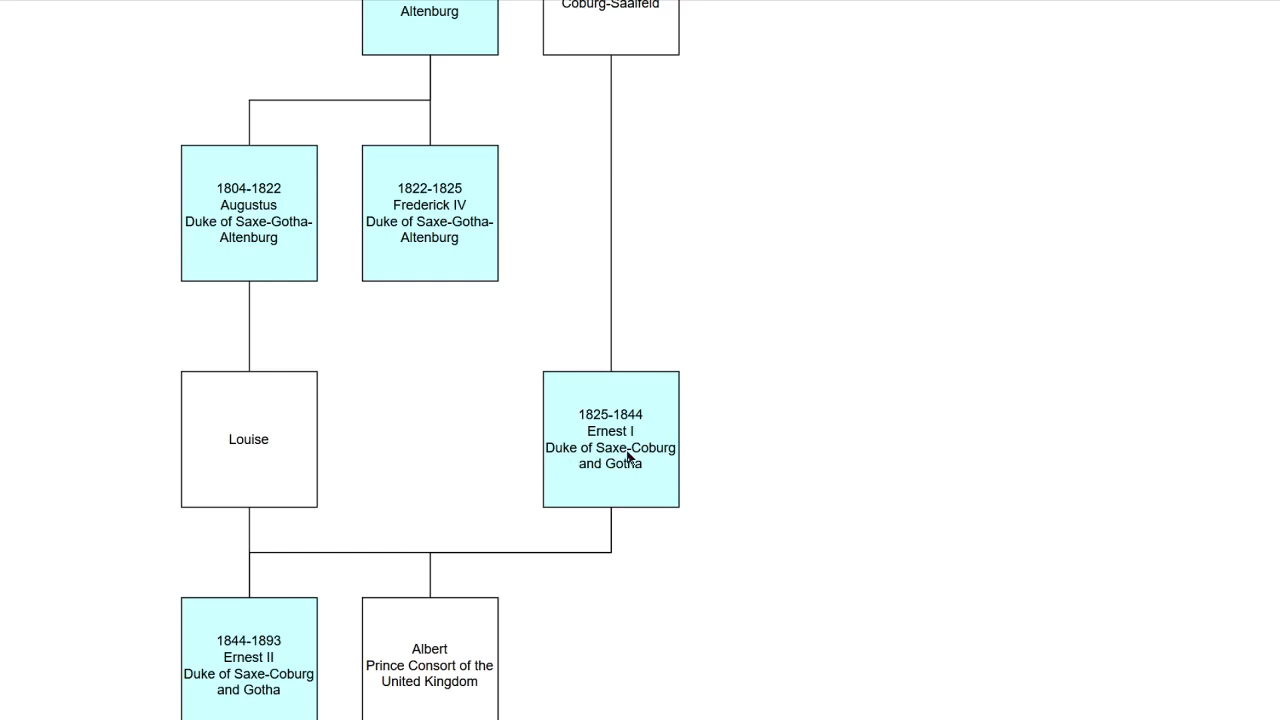 Altenburg
Coburg-Saalfeld
1804-1822
Augustus
Duke of Saxe-Gotha-
Altenburg
1822-1825
Frederick IV
Duke of Saxe-Gotha-
Altenburg
Louise
1825-1844
Ernest I
Duke of Saxe-Coburg
and Gotha
1844-1893
Ernest II
Duke of Saxe-Coburg
and Gotha
Albert
Prince Consort of the
United Kingdom